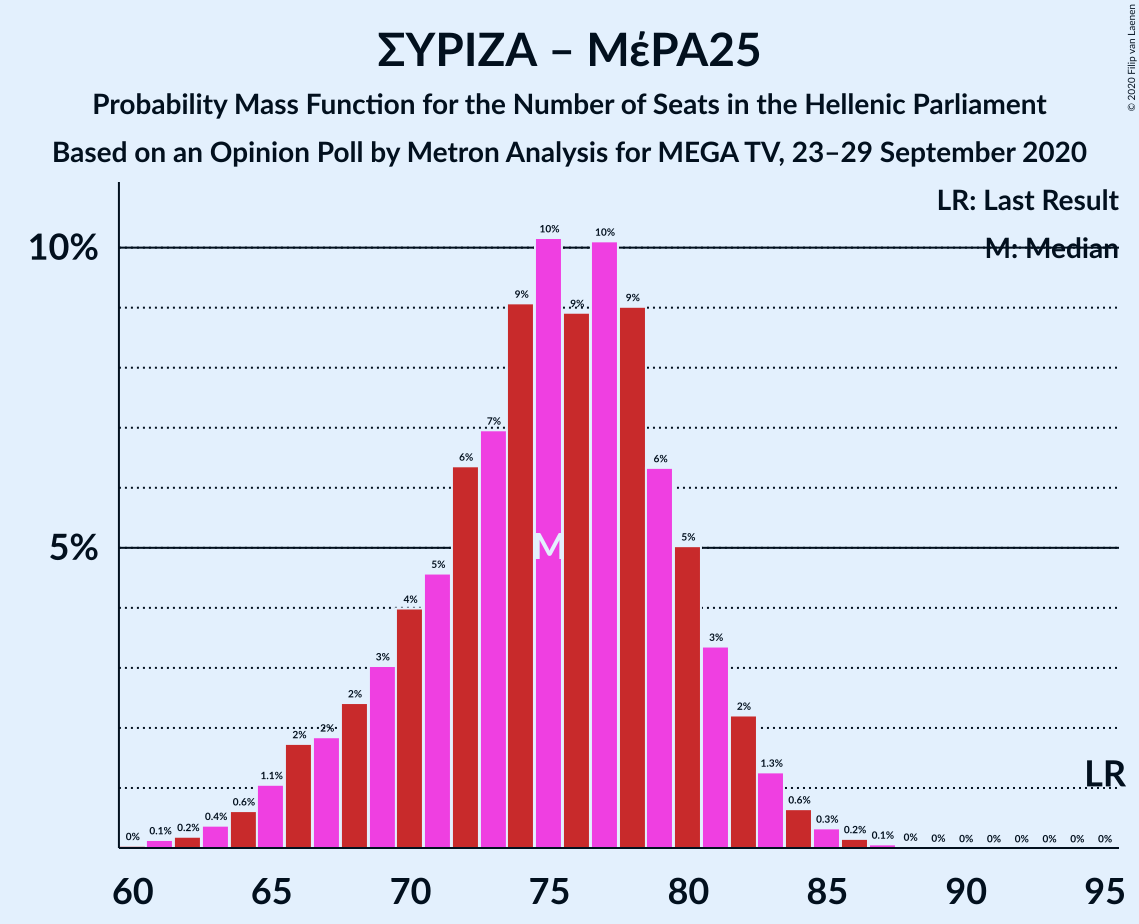 ΣΥΡΙΖΑ – ΜέΡΑ25
Probability Mass Function for the Number of Seats in the Hellenic Parliament
Based on an Opinion Poll by Metron Analysis for MEGA TV, 23–29 September 2020
© 2020 Filip van Laenen
LR: Last Result
M: Median
10%
5%
0% 0.1% 0.2% 0.4% 0.6% 1.1% 2% 2% 2% 3% 4% 5% 6% 7% 9% 10% 9% 10% 9% 6% 5% 3% 2% 1.3% 0.6% 0.3% 0.2% 0.1% 0% 0% 0% 0% 0% 0% 0% 0%
M
LR
60 65 70 75 80 85 90 95